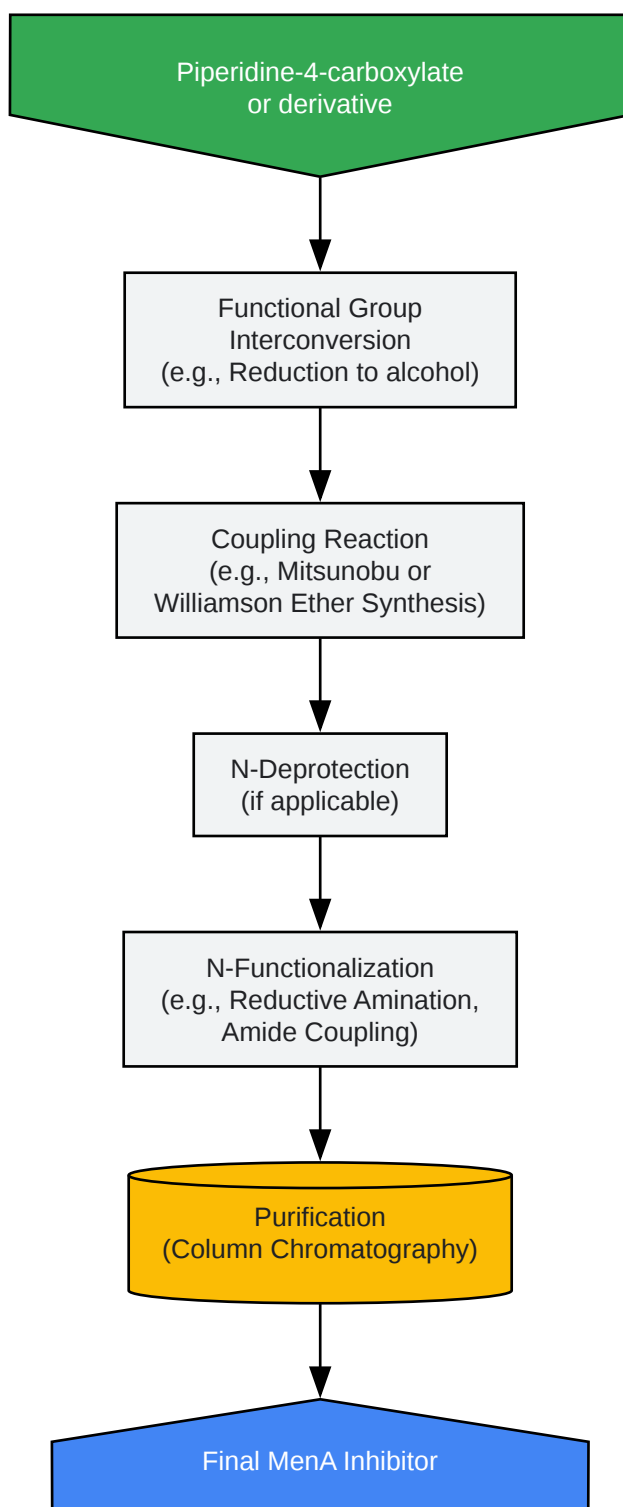 Piperidine-4-carboxylate
or derivative
Functional Group
Interconversion
(e.g., Reduction to alcohol)
Coupling Reaction
(e.g., Mitsunobu or
Williamson Ether Synthesis)
N-Deprotection
(if applicable)
N-Functionalization
(e.g., Reductive Amination,
Amide Coupling)
Purification
(Column Chromatography)
Final MenA Inhibitor